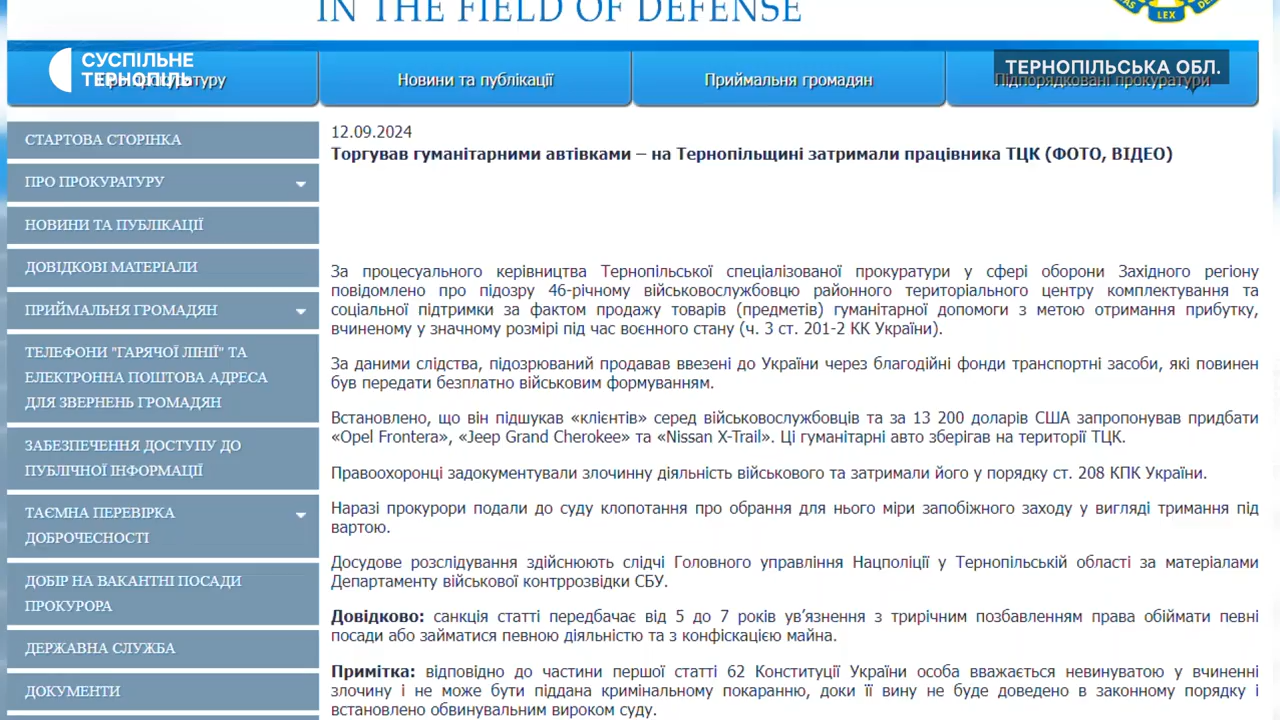 IN THE FIELD OF DEFENSE
LEX
СУСПІЛЬНЕ
ТЕРНОПІЛЬ
прокуратуру
Новини та публікації
Приймальня громадян
ТЕРНОПІЛЬСЬКА ОБЛ.
Підпорядковані прокуратури
СТАРТОВА СТОРІНКА
ПРО ПРОКУРАТУРУ
НОВИНИ ТА ПУБЛІКАЦІЇ
ДОВІДКОВІ МАТЕРІАЛИ
ПРИЙМАЛЬНЯ ГРОМАДЯН
ТЕЛЕФОНИ "ГАРЯЧОЇ ЛІНІЇ" ТА
ЕЛЕКТРОННА ПОШТОВА АДРЕСА
ДЛЯ ЗВЕРНЕНЬ ГРОМАДЯН
ЗАБЕЗПЕЧЕННЯ ДОСТУПУ ДО
ПУБЛІЧНОЇ ІНФОРМАЦІЇ
ТАЄМНА ПЕРЕВІРКА
ДОБРОЧЕСНОСТІ
ДОБІР НА ВАКАНТНІ ПОСАДИ
ПРОКУРОРА
ДЕРЖАВНА СЛУЖБА
ДОКУМЕНТИ
12.09.2024
Торгував гуманітарними автівками – на Тернопільщині затримали працівника ТЦК (ФОТО, ВІДЕО)
За процесуального керівництва Тернопільської спеціалізованої прокуратури у сфері оборони Західного регіону
повідомлено про підозру 46-річному військовослужбовцю районного територіального центру комплектування та
соціальної підтримки за фактом продажу товарів (предметів) гуманітарної допомоги з метою отримання прибутку,
вчиненому у значному розмірі під час воєнного стану (ч. 3 ст. 201-2 КК України).
За даними слідства, підозрюваний продавав ввезені до України через благодійні фонди транспортні засоби, які повинен
був передати безплатно військовим формуванням.
Встановлено, що він підшукав «клієнтів» серед військовослужбовців та за 13 200 доларів США запропонував придбати
«Opel Frontera», «Jeep Grand Cherokee» та «Nissan X-Trail». Ці гуманітарні авто зберігав на території ТЦК.
Правоохоронці задокументували злочинну діяльність військового та затримали його у порядку ст. 208 КПК України.
Наразі прокурори подали до суду клопотання про обрання для нього міри запобіжного заходу у вигляді тримання під
вартою.
Досудове розслідування здійснюють слідчі Головного управління Нацполіції у Тернопільській області за матеріалами
Департаменту військової контррозвідки СБУ.
Довідково: санкція статті передбачає від 5 до 7 років ув’язнення з трирічним позбавленням права обіймати певні
посади або займатися певною діяльністю та з конфіскацією майна.
Примітка: відповідно до частини першої статті 62 Конституції України особа вважається невинуватою у вчиненні
злочину і не може бути піддана кримінальному покаранню, доки її вину не буде доведено в законному порядку і
встановлено обвинувальним вироком суду.